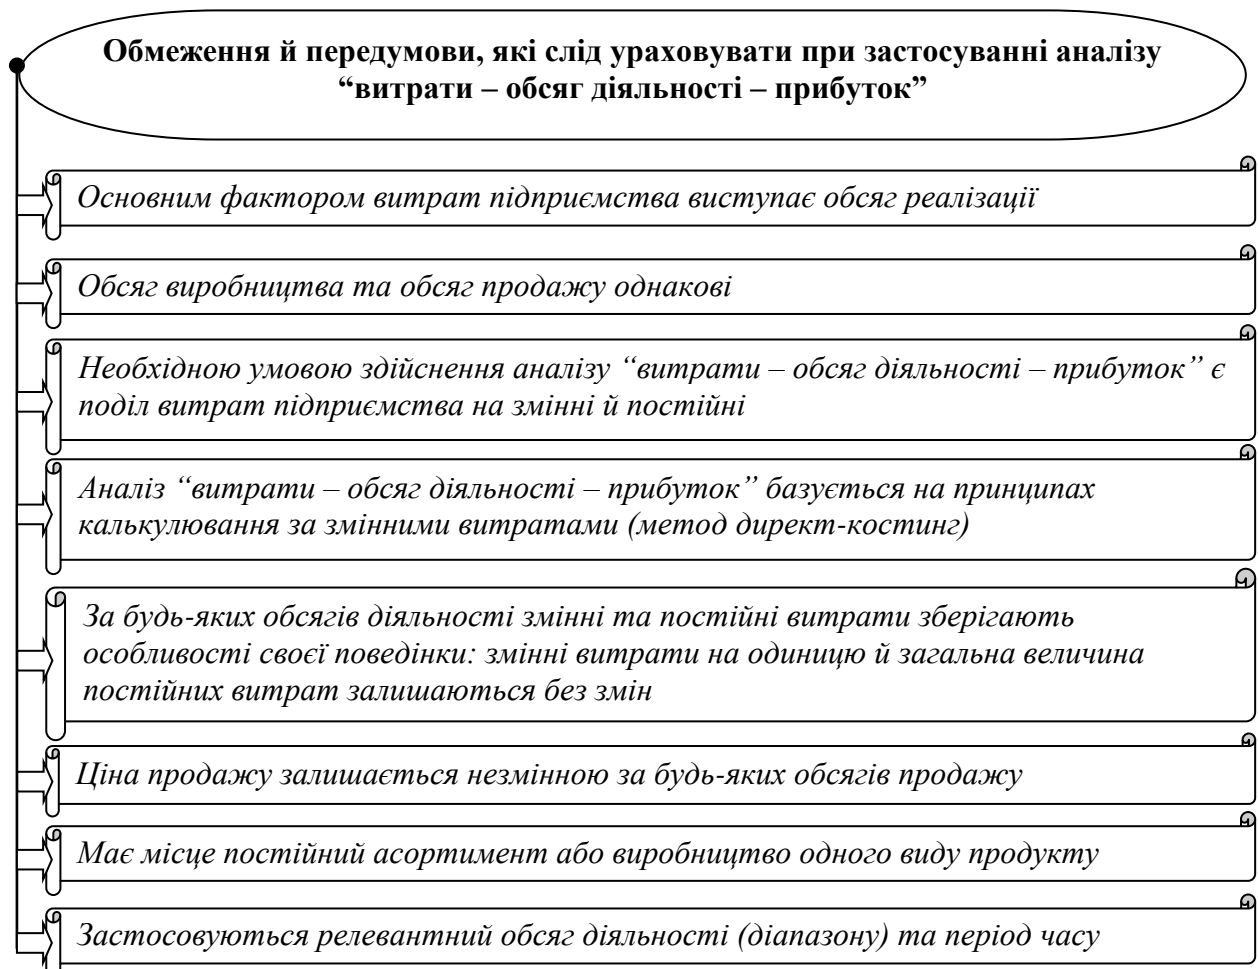 Обмеження й передумови, які слід ураховувати при застосуванні аналізу
“витрати – обсяг діяльності – прибуток”
Основним фактором витрат підприємства виступає обсяг реалізації
Обсяг виробництва та обсяг продажу однакові
Необхідною умовою здійснення аналізу “витрати – обсяг діяльності – прибуток” є
поділ витрат підприємства на змінні й постійні
Аналіз “витрати – обсяг діяльності – прибуток” базується на принципах
калькулювання за змінними витратами (метод директ-костинг)
За будь-яких обсягів діяльності змінні та постійні витрати зберігають
особливості своєї поведінки: змінні витрати на одиницю й загальна величина
постійних витрат залишаються без змін
Ціна продажу залишається незмінною за будь-яких обсягів продажу
Має місце постійний асортимент або виробництво одного виду продукту
Застосовуються релевантний обсяг діяльності (діапазону) та період часу